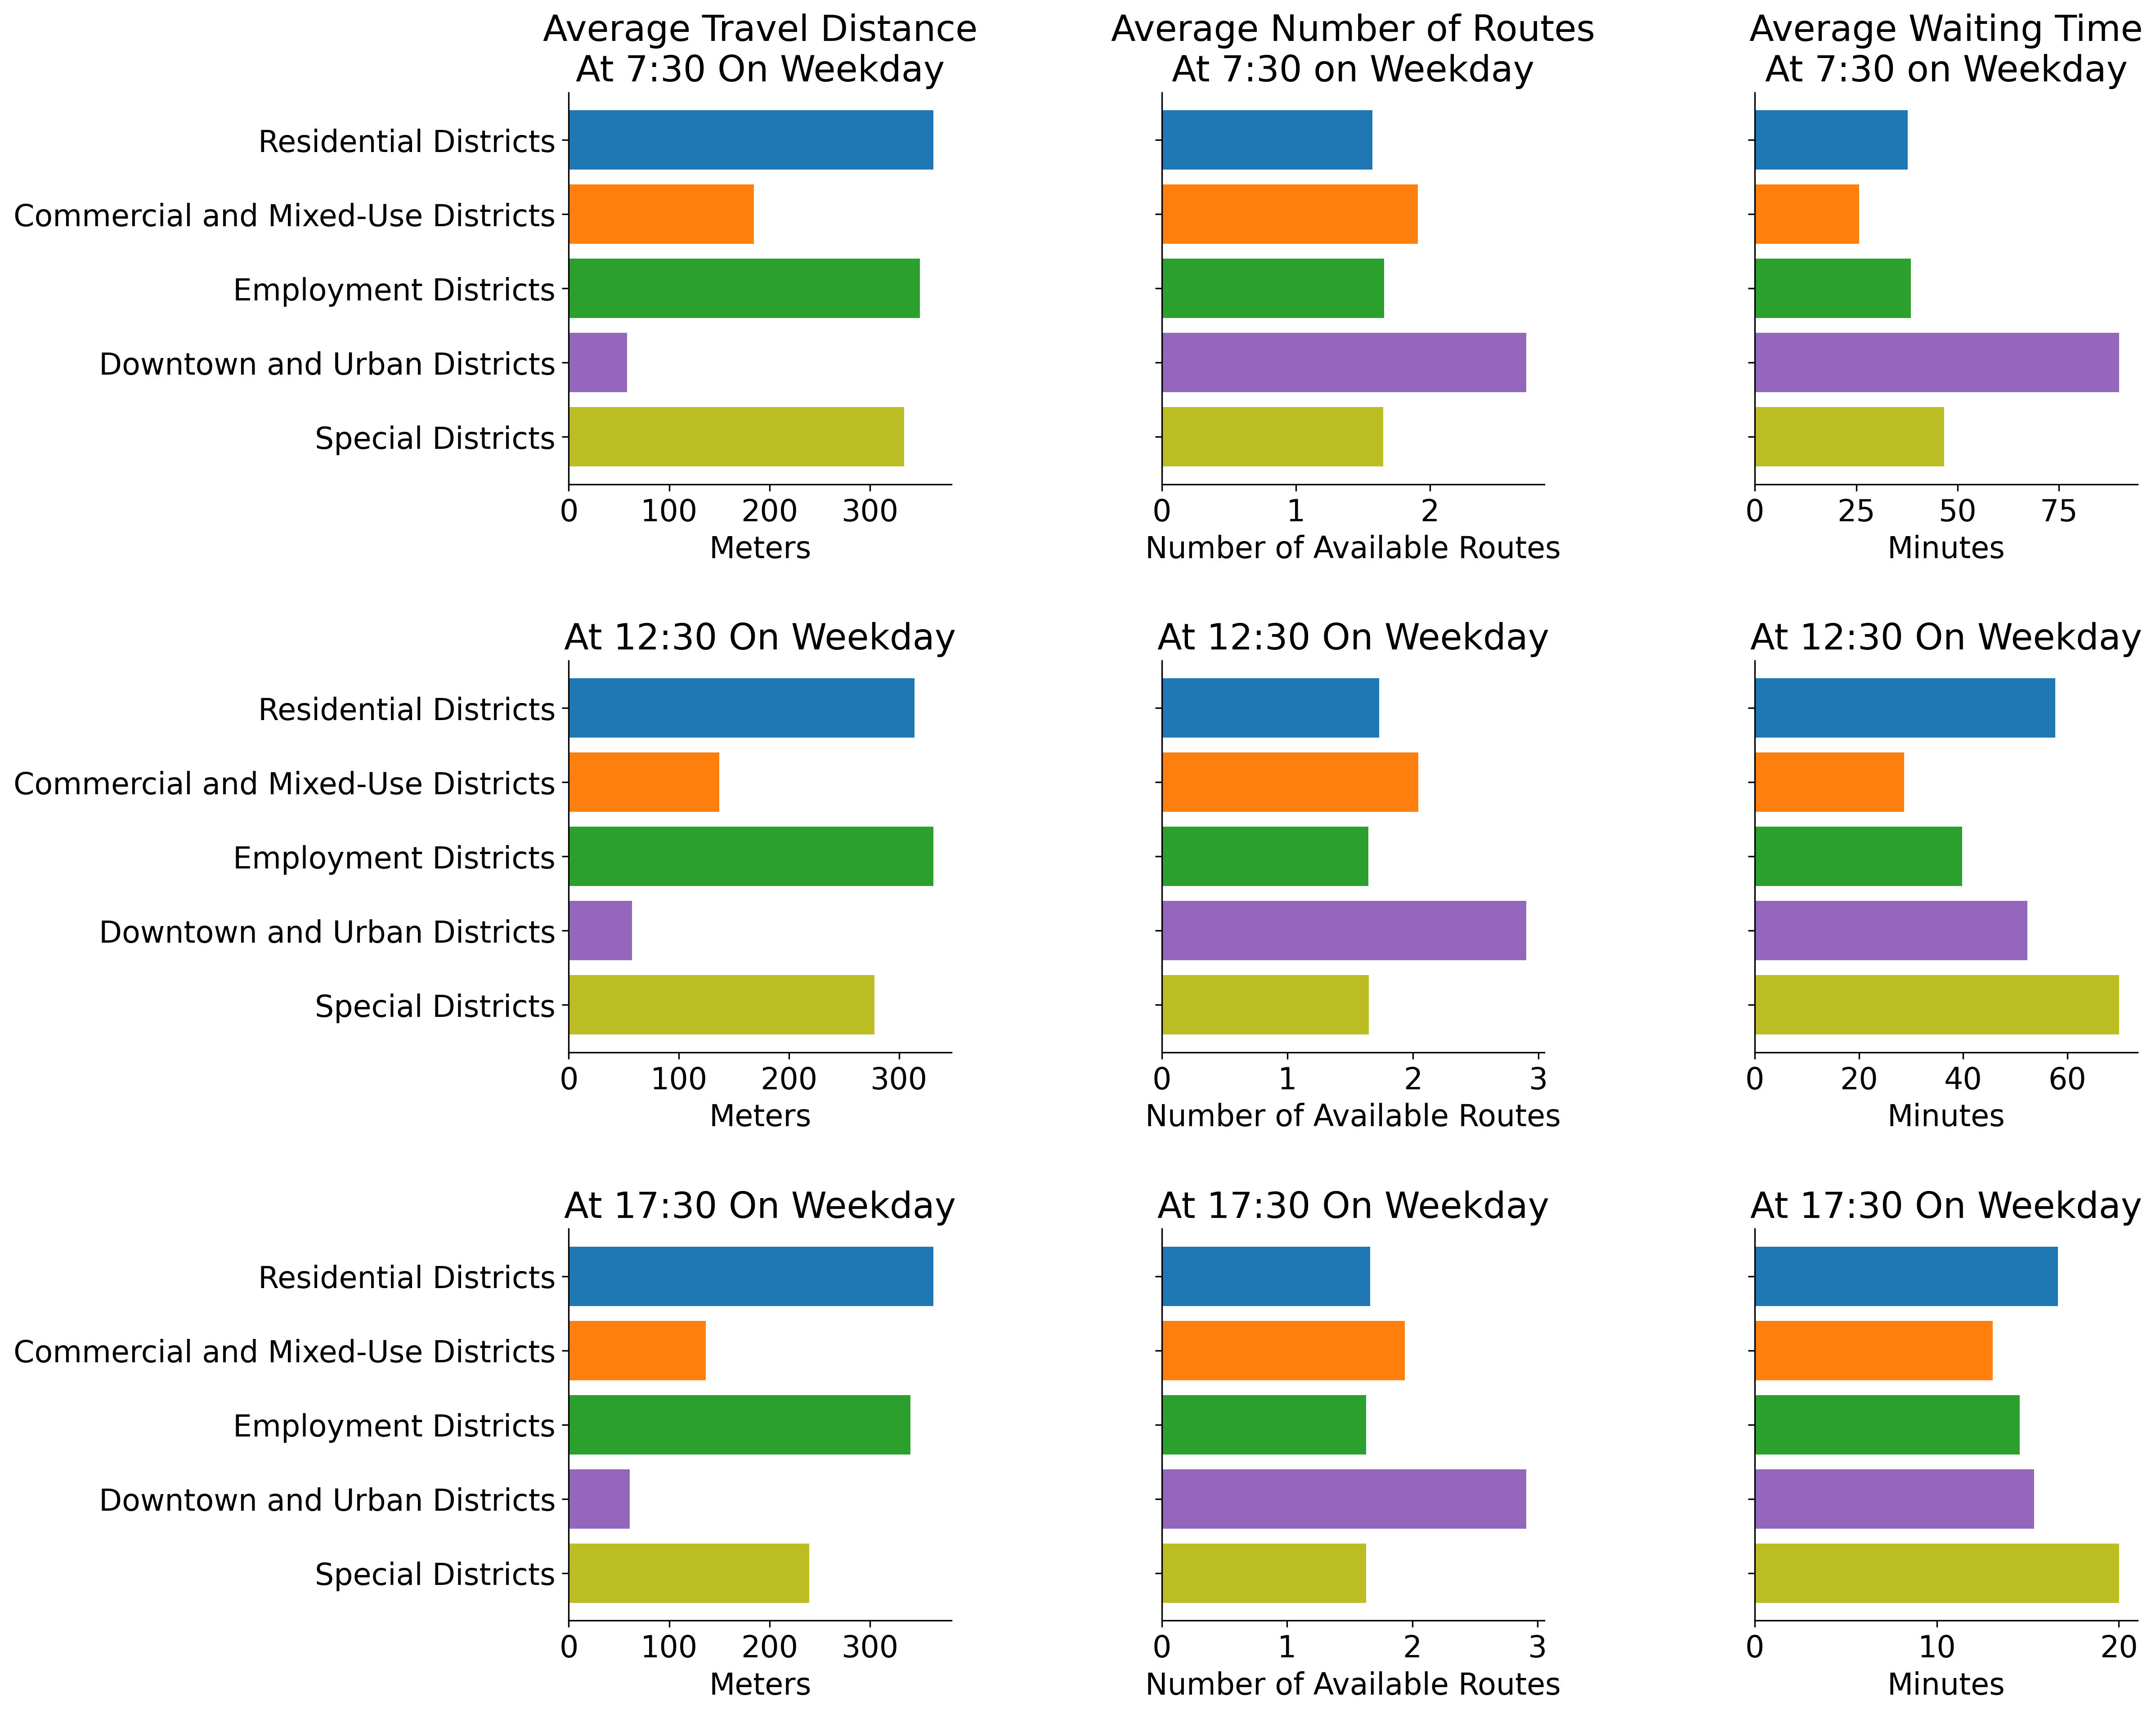 Average Travel Distance
At 7:30 On Weekday
Average Number of Routes
At 7:30 on Weekday
Average Waiting Time
At 7:30 on Weekday
Residential Districts
Commercial and Mixed-Use Districts
Employment Districts
Downtown and Urban Districts
Special Districts
0 100 200 300
Meters
0 1 2
Number of Available Routes
0 25 50 75
Minutes
At 12:30 On Weekday
At 12:30 On Weekday
At 12:30 On Weekday
Residential Districts
Commercial and Mixed-Use Districts
Employment Districts
Downtown and Urban Districts
Special Districts
0 100 200 300
Meters
0 1 2 3
Number of Available Routes
0 20 40 60
Minutes
At 17:30 On Weekday
At 17:30 On Weekday
At 17:30 On Weekday
Residential Districts
Commercial and Mixed-Use Districts
Employment Districts
Downtown and Urban Districts
Special Districts
0 100 200 300
Meters
0 1 2 3
Number of Available Routes
0 10 20
Minutes